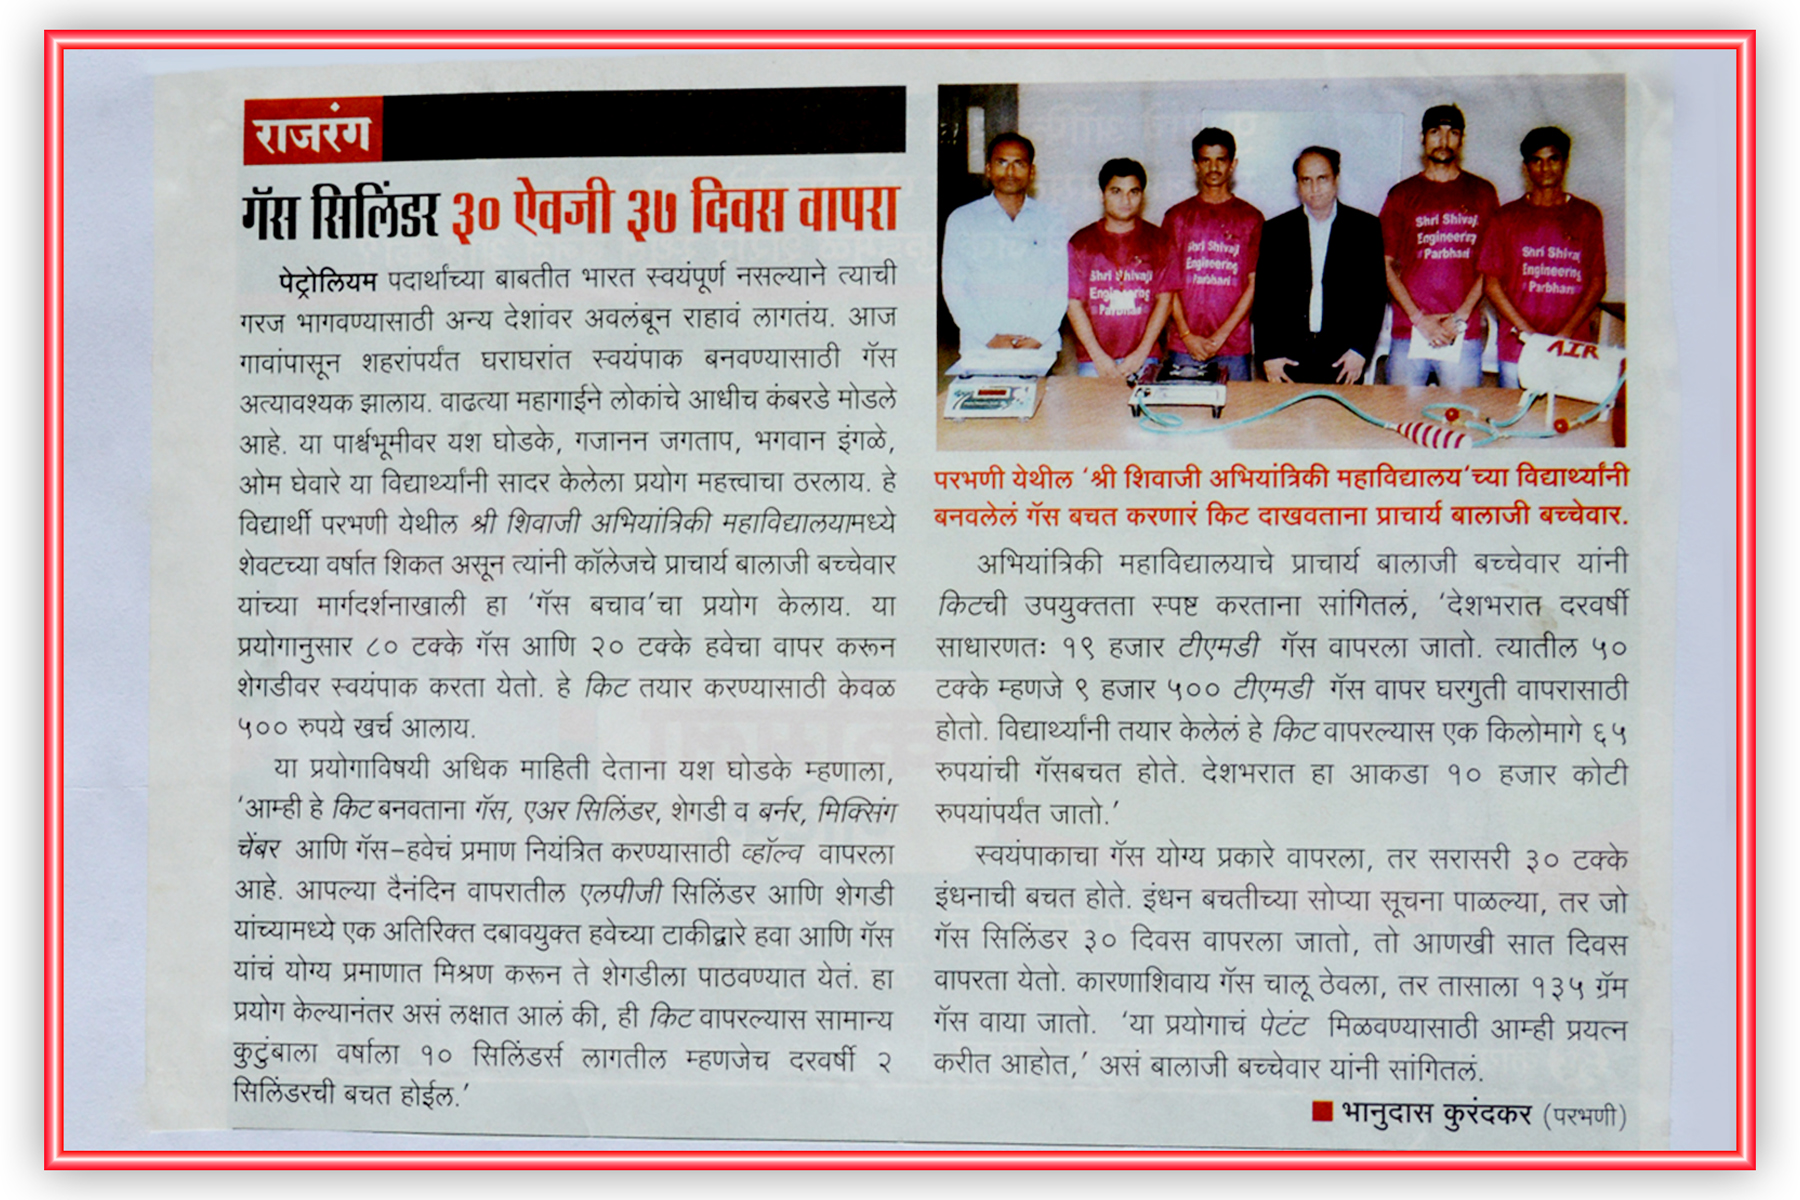 राजरंग
गॅस सिलिंडर ३० ऐवजी ३७ दिवस वापरा
पेट्रोलियम पदार्थांच्या बाबतीत भारत स्वयंपूर्ण नसल्याने त्याची
गरज भागवण्यासाठी अन्य देशांवर अवलंबून राहावं लागतंय. आज
गावांपासून शहरांपर्यंत घराघरांत स्वयंपाक बनवण्यासाठी गॅस
अत्यावश्यक झालाय. वाढत्या महागाईने लोकांचे आधीच कंबरडे मोडले
आहे. या पार्श्वभूमीवर यश घोडके, गजानन जगताप, भगवान इंगळे,
ओम घेवारे या विद्यार्थ्यांनी सादर केलेला प्रयोग महत्त्वाचा ठरलाय. हे
विद्यार्थी परभणी येथील श्री शिवाजी अभियांत्रिकी महाविद्यालयामध्ये
शेवटच्या वर्षात शिकत असून त्यांनी कॉलेजचे प्राचार्य बालाजी बच्चेवार
यांच्या मार्गदर्शनाखाली हा ‘गॅस बचाव’चा प्रयोग केलाय. या
प्रयोगानुसार ८० टक्के गॅस आणि २० टक्के हवेचा वापर करून
शेगडीवर स्वयंपाक करता येतो. हे किट तयार करण्यासाठी केवळ
५०० रुपये खर्च आलाय.
या प्रयोगाविषयी अधिक माहिती देताना यश घोडके म्हणाला,
‘आम्ही हे किट बनवताना गॅस, एअर सिलिंडर, शेगडी व बर्नर, मिक्सिंग
चेंबर आणि गॅस-हवेचं प्रमाण नियंत्रित करण्यासाठी व्हॉल्व वापरला
आहे. आपल्या दैनंदिन वापरातील एलपीजी सिलिंडर आणि शेगडी
यांच्यामध्ये एक अतिरिक्त दबावयुक्त हवेच्या टाकीद्वारे हवा आणि गॅस
यांचं योग्य प्रमाणात मिश्रण करून ते शेगडीला पाठवण्यात येतं. हा
प्रयोग केल्यानंतर असं लक्षात आलं की, ही किट वापरल्यास सामान्य
कुटुंबाला वर्षाला १० सिलिंडर्स लागतील म्हणजेच दरवर्षी २
सिलिंडरची बचत होईल.’
Shri Shivaji
Engineering
Parbhani
Shri Shivaji
Engineering
Parbhani
Shri Shivaji
Engineering
Parbhani
Shri Shivaji
Engineering
Parbhani
AIR
परभणी येथील ‘श्री शिवाजी अभियांत्रिकी महाविद्यालय’च्या विद्यार्थ्यांनी
बनवलेलं गॅस बचत करणारं किट दाखवताना प्राचार्य बालाजी बच्चेवार.
अभियांत्रिकी महाविद्यालयाचे प्राचार्य बालाजी बच्चेवार यांनी
किटची उपयुक्तता स्पष्ट करताना सांगितलं, ‘देशभरात दरवर्षी
साधारणतः १९ हजार टीएमडी गॅस वापरला जातो. त्यातील ५०
टक्के म्हणजे ९ हजार ५०० टीएमडी गॅस वापर घरगुती वापरासाठी
होतो. विद्यार्थ्यांनी तयार केलेलं हे किट वापरल्यास एक किलोमागे ६५
रुपयांची गॅसबचत होते. देशभरात हा आकडा १० हजार कोटी
रुपयांपर्यंत जातो.’
स्वयंपाकाचा गॅस योग्य प्रकारे वापरला, तर सरासरी ३० टक्के
इंधनाची बचत होते. इंधन बचतीच्या सोप्या सूचना पाळल्या, तर जो
गॅस सिलिंडर ३० दिवस वापरला जातो, तो आणखी सात दिवस
वापरता येतो. कारणाशिवाय गॅस चालू ठेवला, तर तासाला १३५ ग्रॅम
गॅस वाया जातो. ‘या प्रयोगाचं पेटंट मिळवण्यासाठी आम्ही प्रयत्न
करीत आहोत,’ असं बालाजी बच्चेवार यांनी सांगितलं.
■ भानुदास कुरंदकर (परभणी)